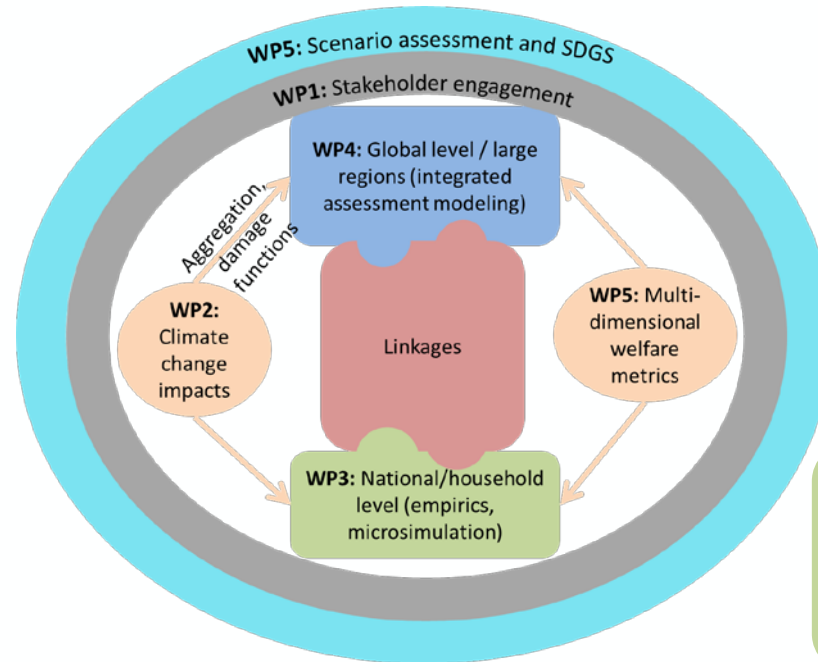 WP5: Scenario assessment and SDGS
WP1: Stakeholder engagement
WP4: Global level / large
regions (integrated
assessment modeling)
Aggregation,
damage
functions
WP2:
Climate
change
impacts
Linkages
WP5: Multi-
dimensional
welfare
metrics
WP3: National/household
level (empirics,
microsimulation)